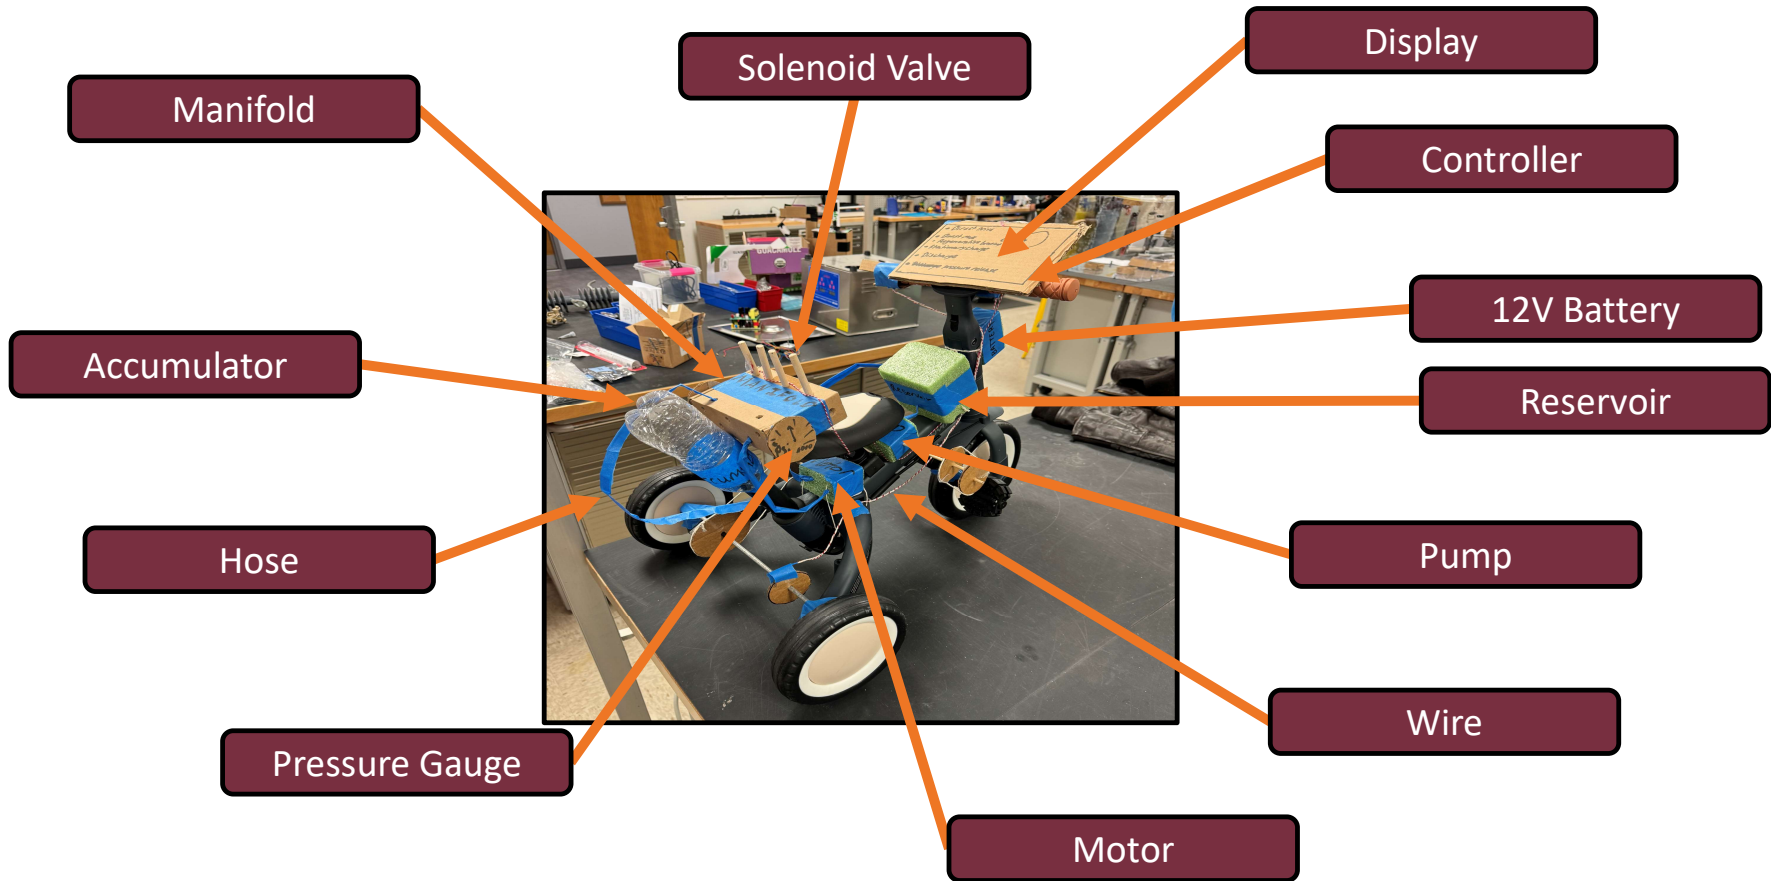 Display
Solenoid Valve
Manifold
Controller
12V Battery
Accumulator
Reservoir
Hose
Pump
Wire
Pressure Gauge
Motor